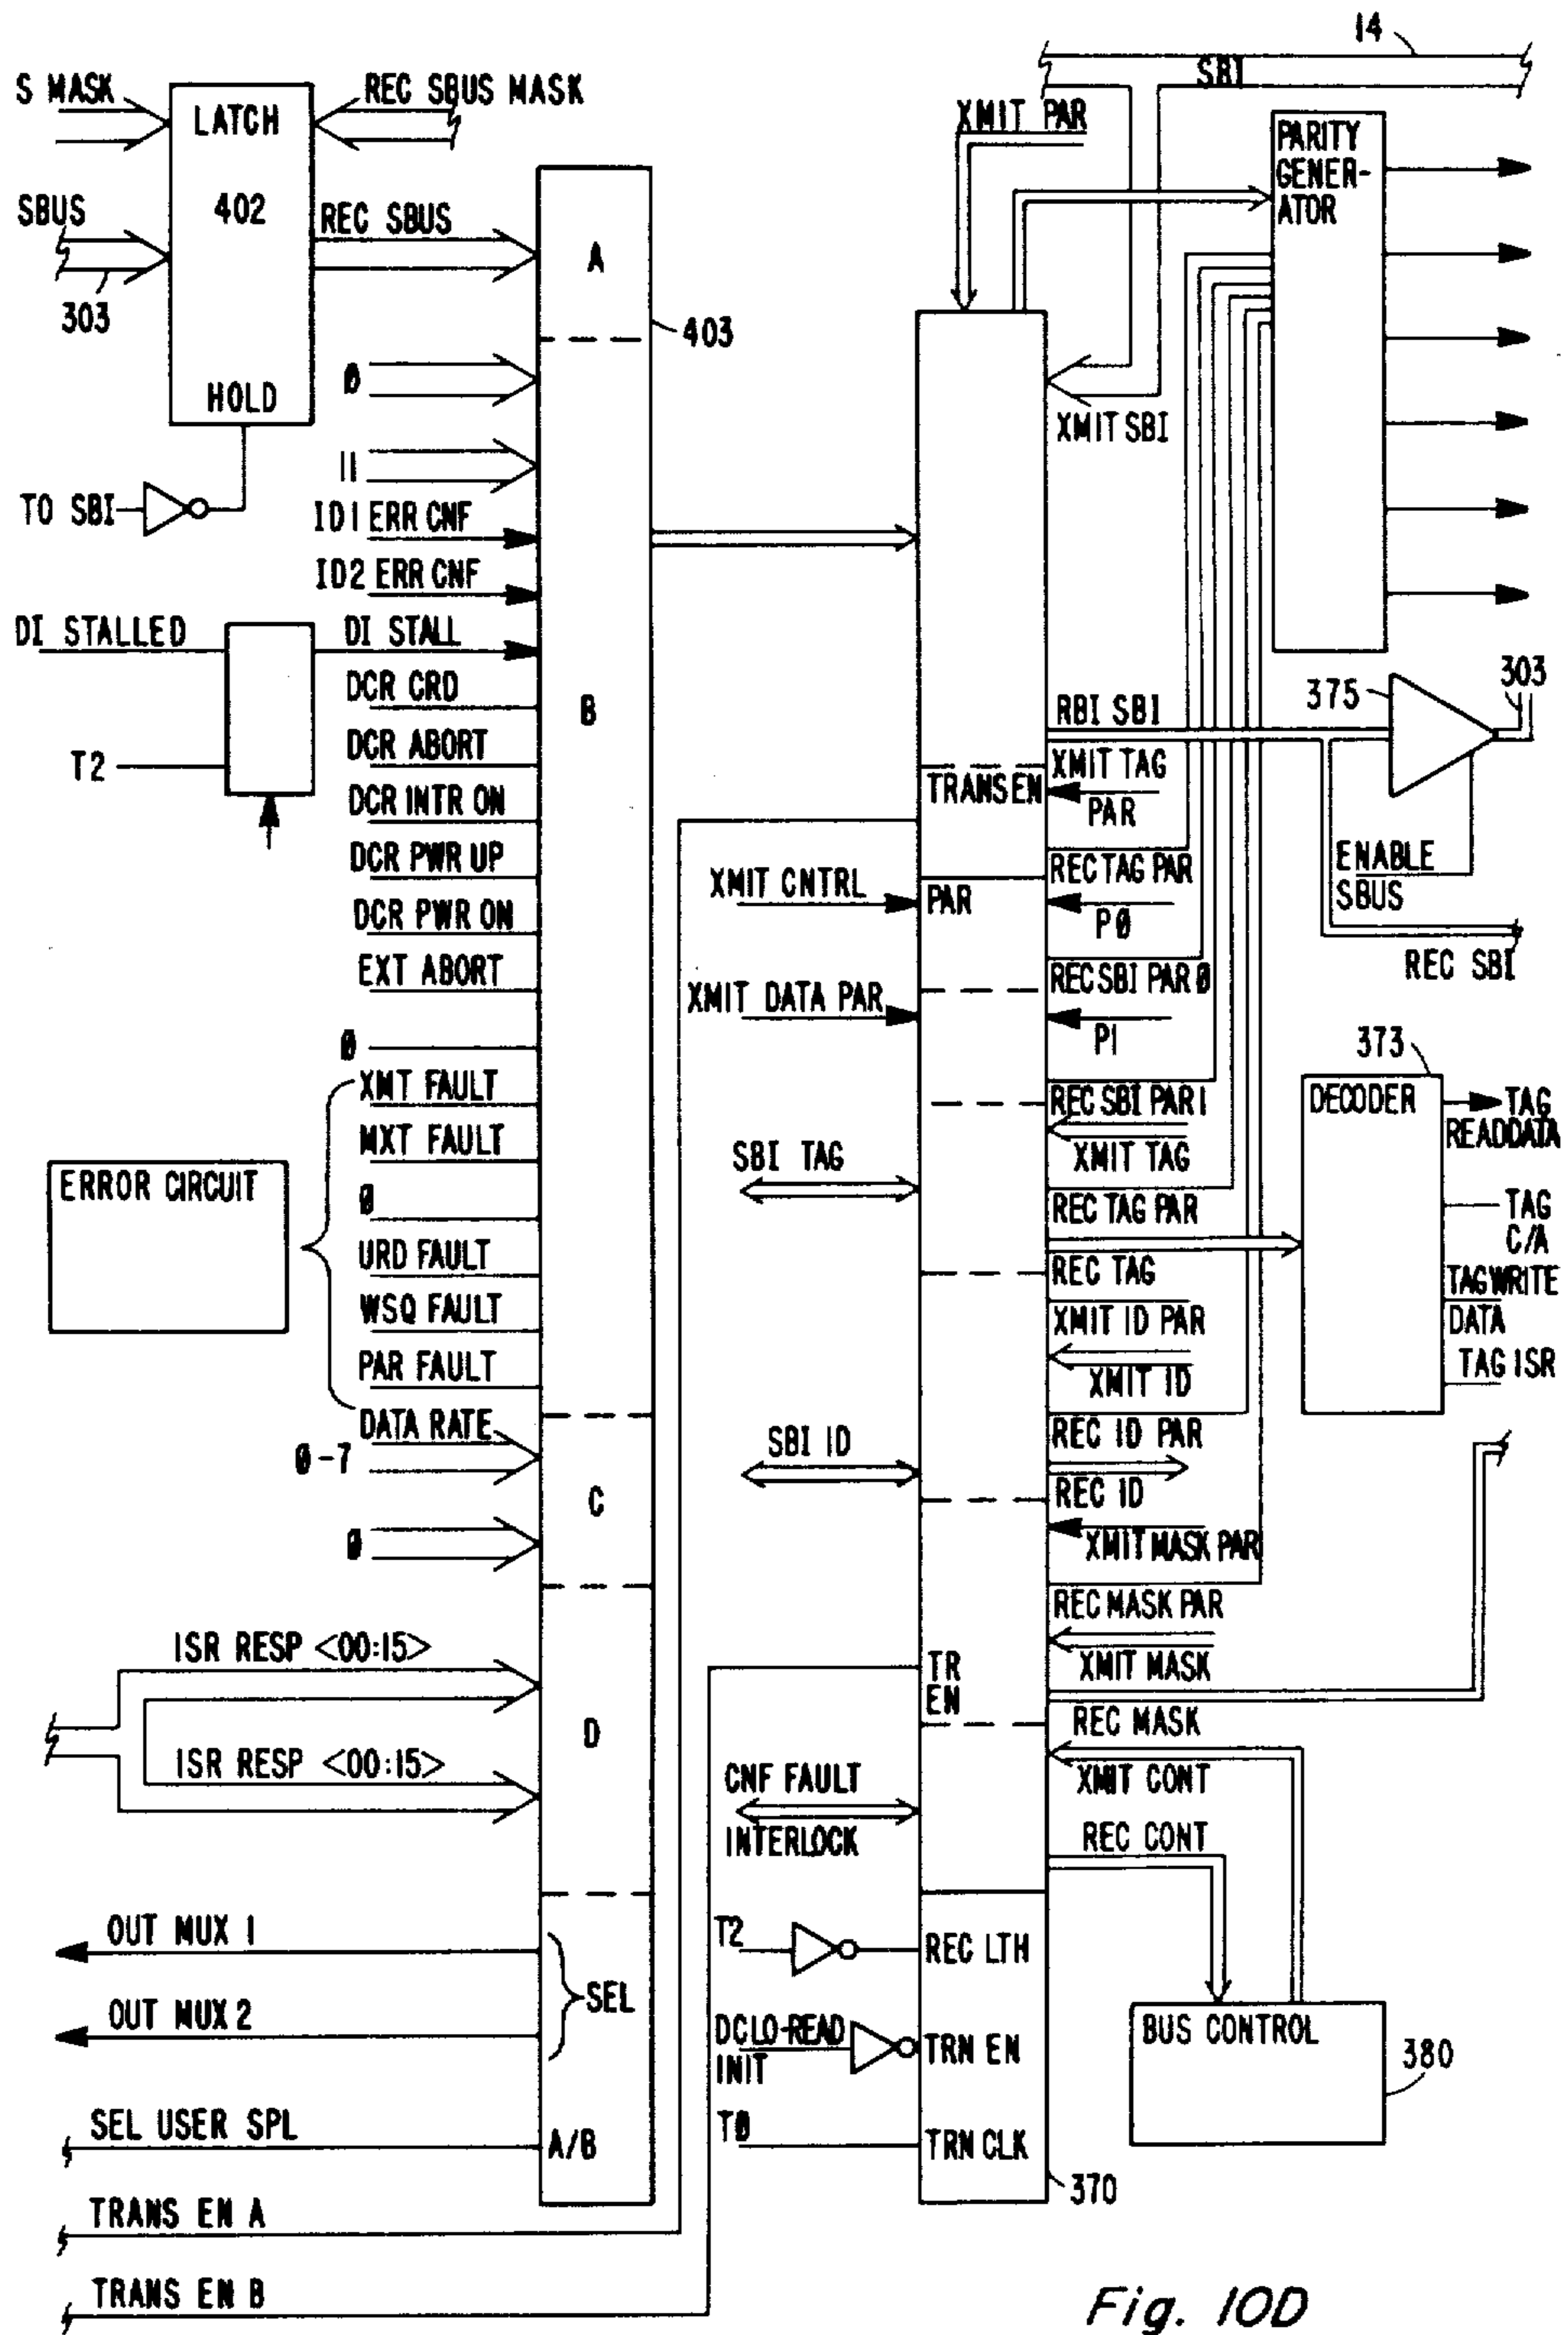 14
SBI
S MASK
LATCH
402
HOLD
REC SBUS MASK
SBUS
303
REC SBUS
TO SBI
A
403
Ø
11
ID1 ERR CNF
ID2 ERR CNF
DI STALLED
DI STALL
T2
DCR CRD
B
DCR ABORT
DCR INTR ON
DCR PWR UP
DCR PWR ON
EXT ABORT
Ø
XMT FAULT
MXT FAULT
ERROR CIRCUIT
Ø
URD FAULT
WSQ FAULT
PAR FAULT
DATA RATE
Ø-7
C
Ø
ISR RESP <00:15>
D
ISR RESP <00:15>
OUT MUX 1
SEL
OUT MUX 2
SEL USER SPL
A/B
TRANS EN A
TRANS EN B
XMIT PAR
PARITY
GENER-
ATOR
XMIT SBI
RBI SBI
375
303
TRANSEN
XMIT TAG
PAR
ENABLE
SBUS
REC SBI
XMIT CNTRL
PAR
REC TAG PAR
PØ
XMIT DATA PAR
REC SBI PAR Ø
P1
373
DECODER
TAG
READDATA
TAG
C/A
TAGWRITE
DATA
TAG ISR
REC SBI PAR 1
XMIT TAG
SBI TAG
REC TAG PAR
REC TAG
XMIT ID PAR
XMIT ID
SBI ID
REC ID PAR
REC ID
XMIT MASK PAR
REC MASK PAR
XMIT MASK
TR
EN
REC MASK
XMIT CONT
CNF FAULT
INTERLOCK
REC CONT
T2
REC LTH
DCLO-READ
INIT
TRN EN
TØ
TRN CLK
370
BUS CONTROL
380
Fig. 10D